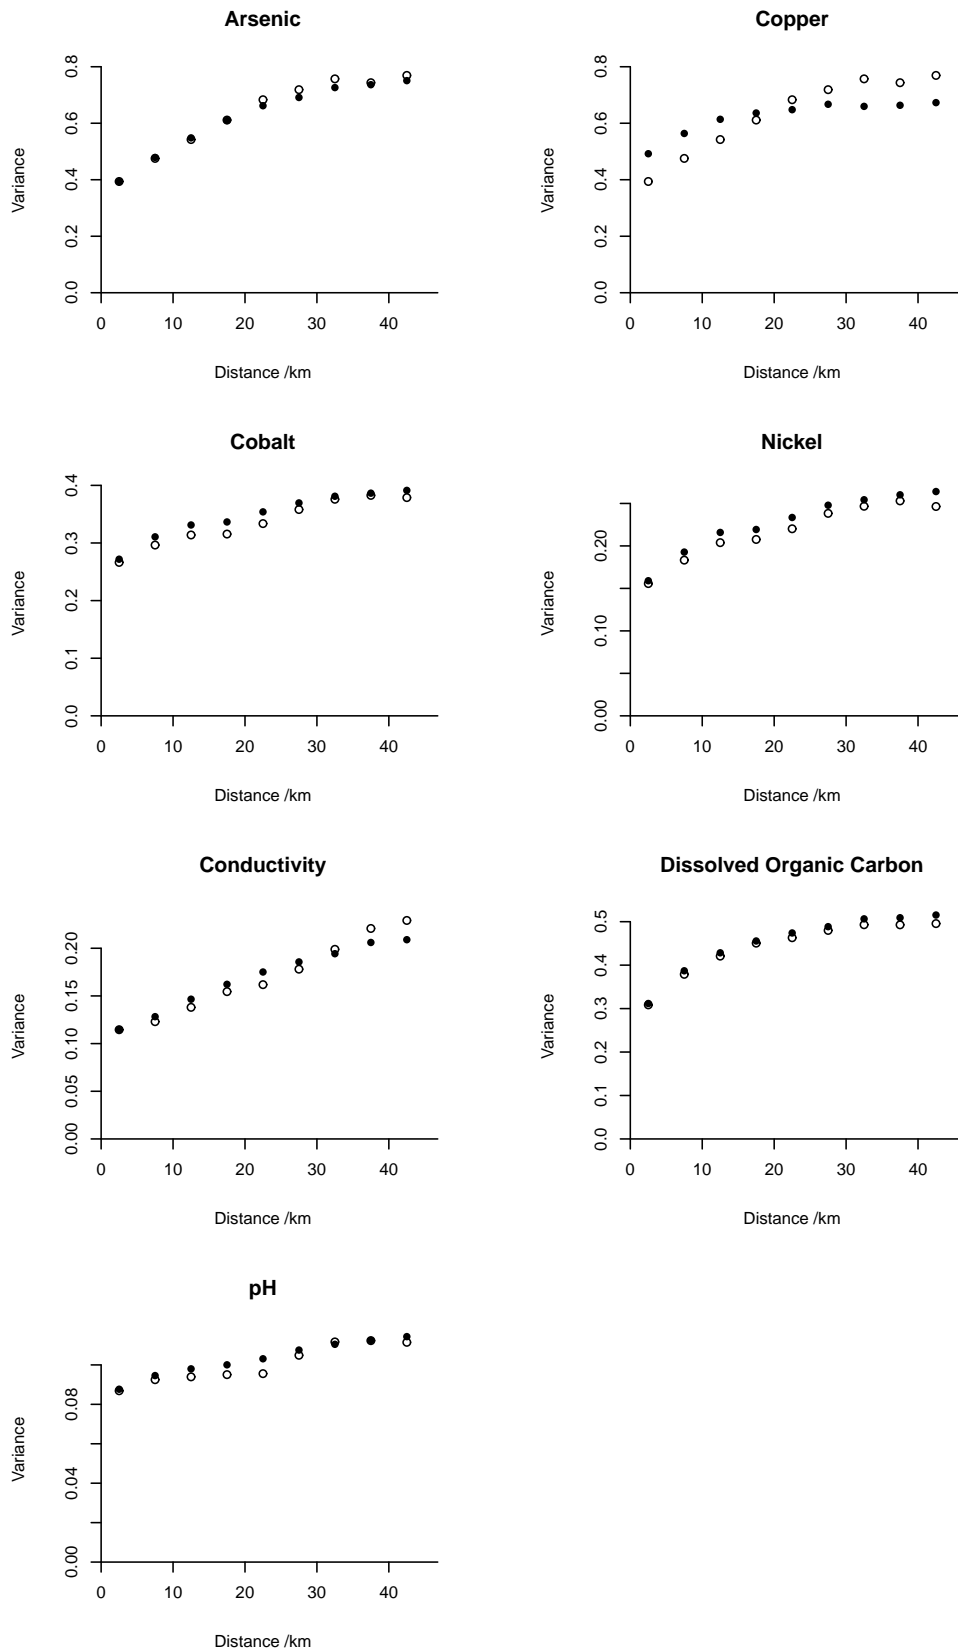 Arsenic
Variance
0.0 0.2 0.4 0.6 0.8
0 10 20 30 40
Distance /km
Copper
Variance
0.0 0.2 0.4 0.6 0.8
0 10 20 30 40
Distance /km
Cobalt
Variance
0.0 0.1 0.2 0.3 0.4
0 10 20 30 40
Distance /km
Nickel
Variance
0.00 0.10 0.20
0 10 20 30 40
Distance /km
Conductivity
Variance
0.00 0.05 0.10 0.15 0.20
0 10 20 30 40
Distance /km
Dissolved Organic Carbon
Variance
0.0 0.1 0.2 0.3 0.4 0.5
0 10 20 30 40
Distance /km
pH
Variance
0.00 0.04 0.08
0 10 20 30 40
Distance /km